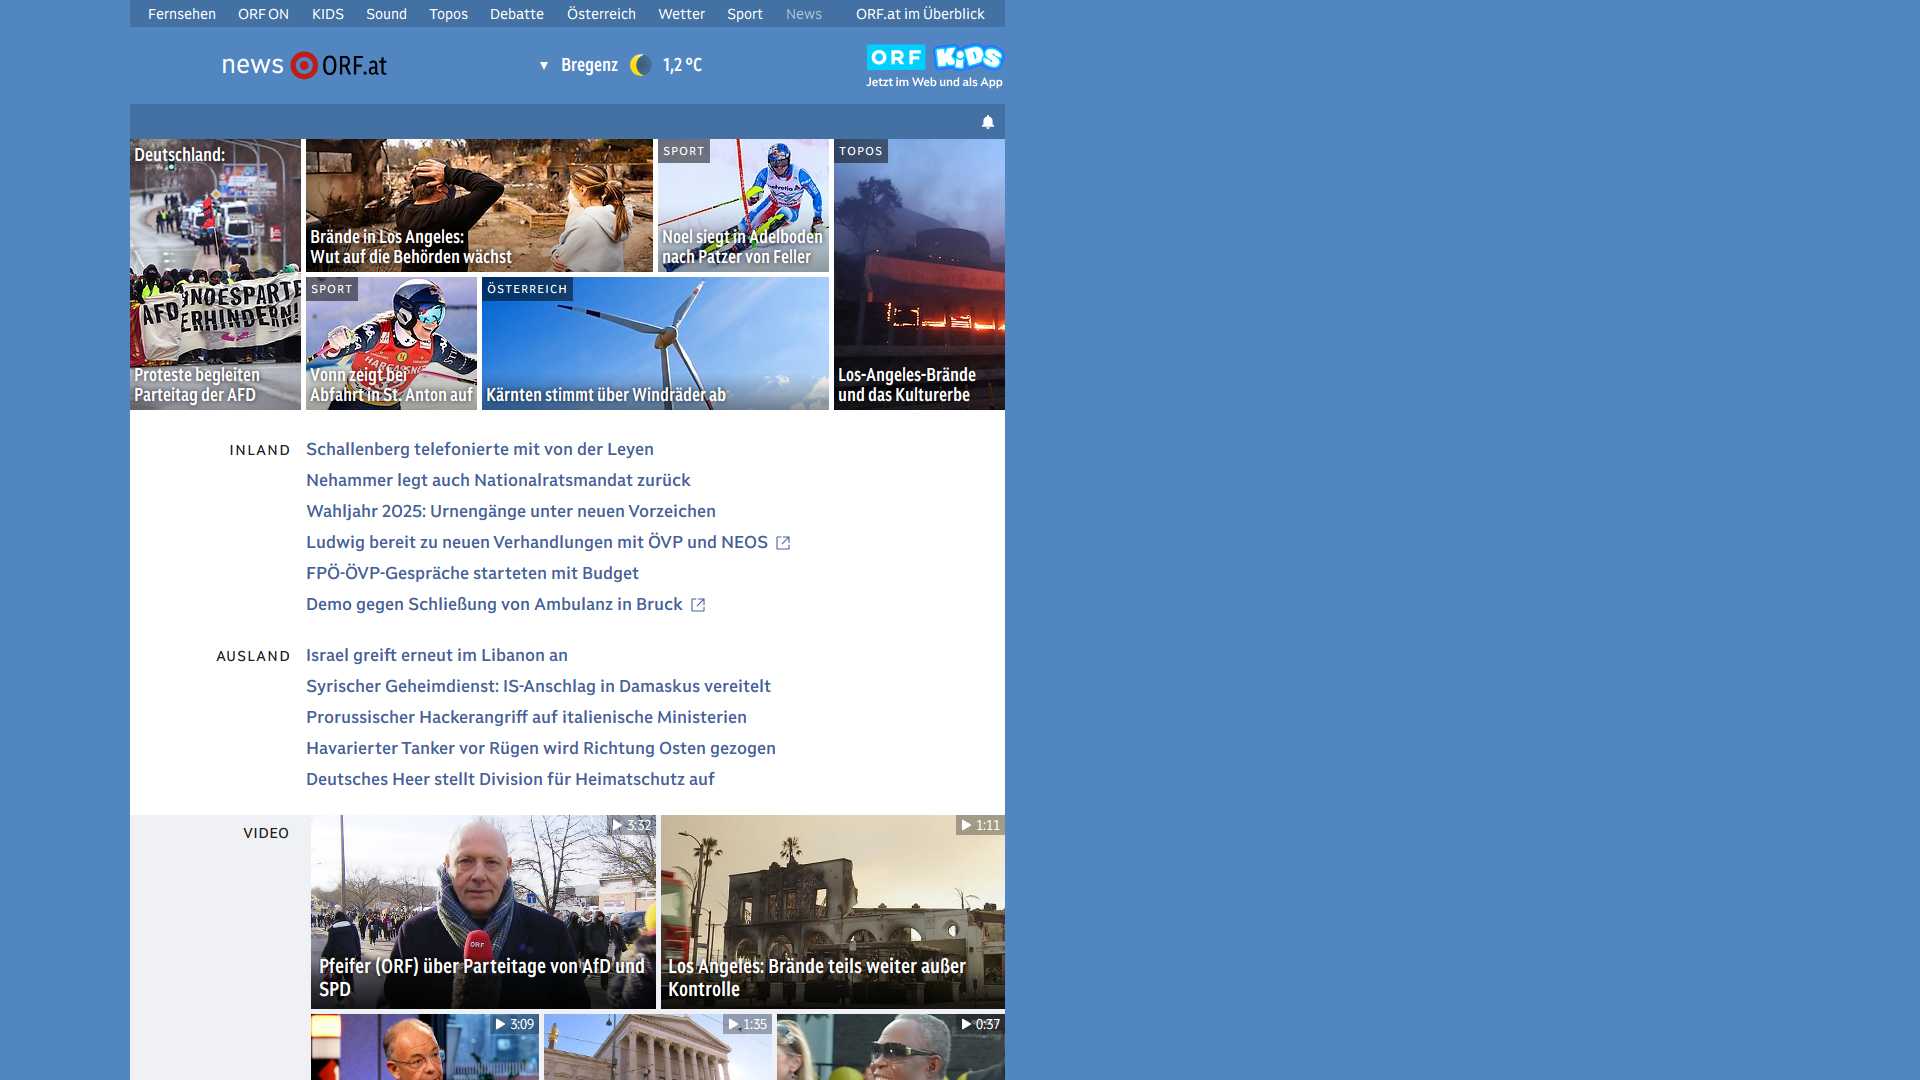 Fernsehen ORF ON KIDS Sound Topos Debatte Österreich Wetter Sport News ORF.at im Überblick
news ORF.at
▼ Bregenz 1,2 °C
ORF KiDS
Jetzt im Web und als App
Deutschland:
Proteste begleiten
Parteitag der AFD
Brände in Los Angeles:
Wut auf die Behörden wächst
SPORT
Noel siegt in Adelboden
nach Patzer von Feller
TOPOS
Los-Angeles-Brände
und das Kulturerbe
SPORT
Vonn zeigt bei
Abfahrt in St. Anton auf
ÖSTERREICH
Kärnten stimmt über Windräder ab
INLAND
Schallenberg telefonierte mit von der Leyen
Nehammer legt auch Nationalratsmandat zurück
Wahljahr 2025: Urnengänge unter neuen Vorzeichen
Ludwig bereit zu neuen Verhandlungen mit ÖVP und NEOS
FPÖ-ÖVP-Gespräche starteten mit Budget
Demo gegen Schließung von Ambulanz in Bruck
AUSLAND
Israel greift erneut im Libanon an
Syrischer Geheimdienst: IS-Anschlag in Damaskus vereitelt
Prorussischer Hackerangriff auf italienische Ministerien
Havarierter Tanker vor Rügen wird Richtung Osten gezogen
Deutsches Heer stellt Division für Heimatschutz auf
VIDEO
3:32
Pfeifer (ORF) über Parteitage von AfD und
SPD
1:11
Los Angeles: Brände teils weiter außer
Kontrolle
3:09
1:35
0:37